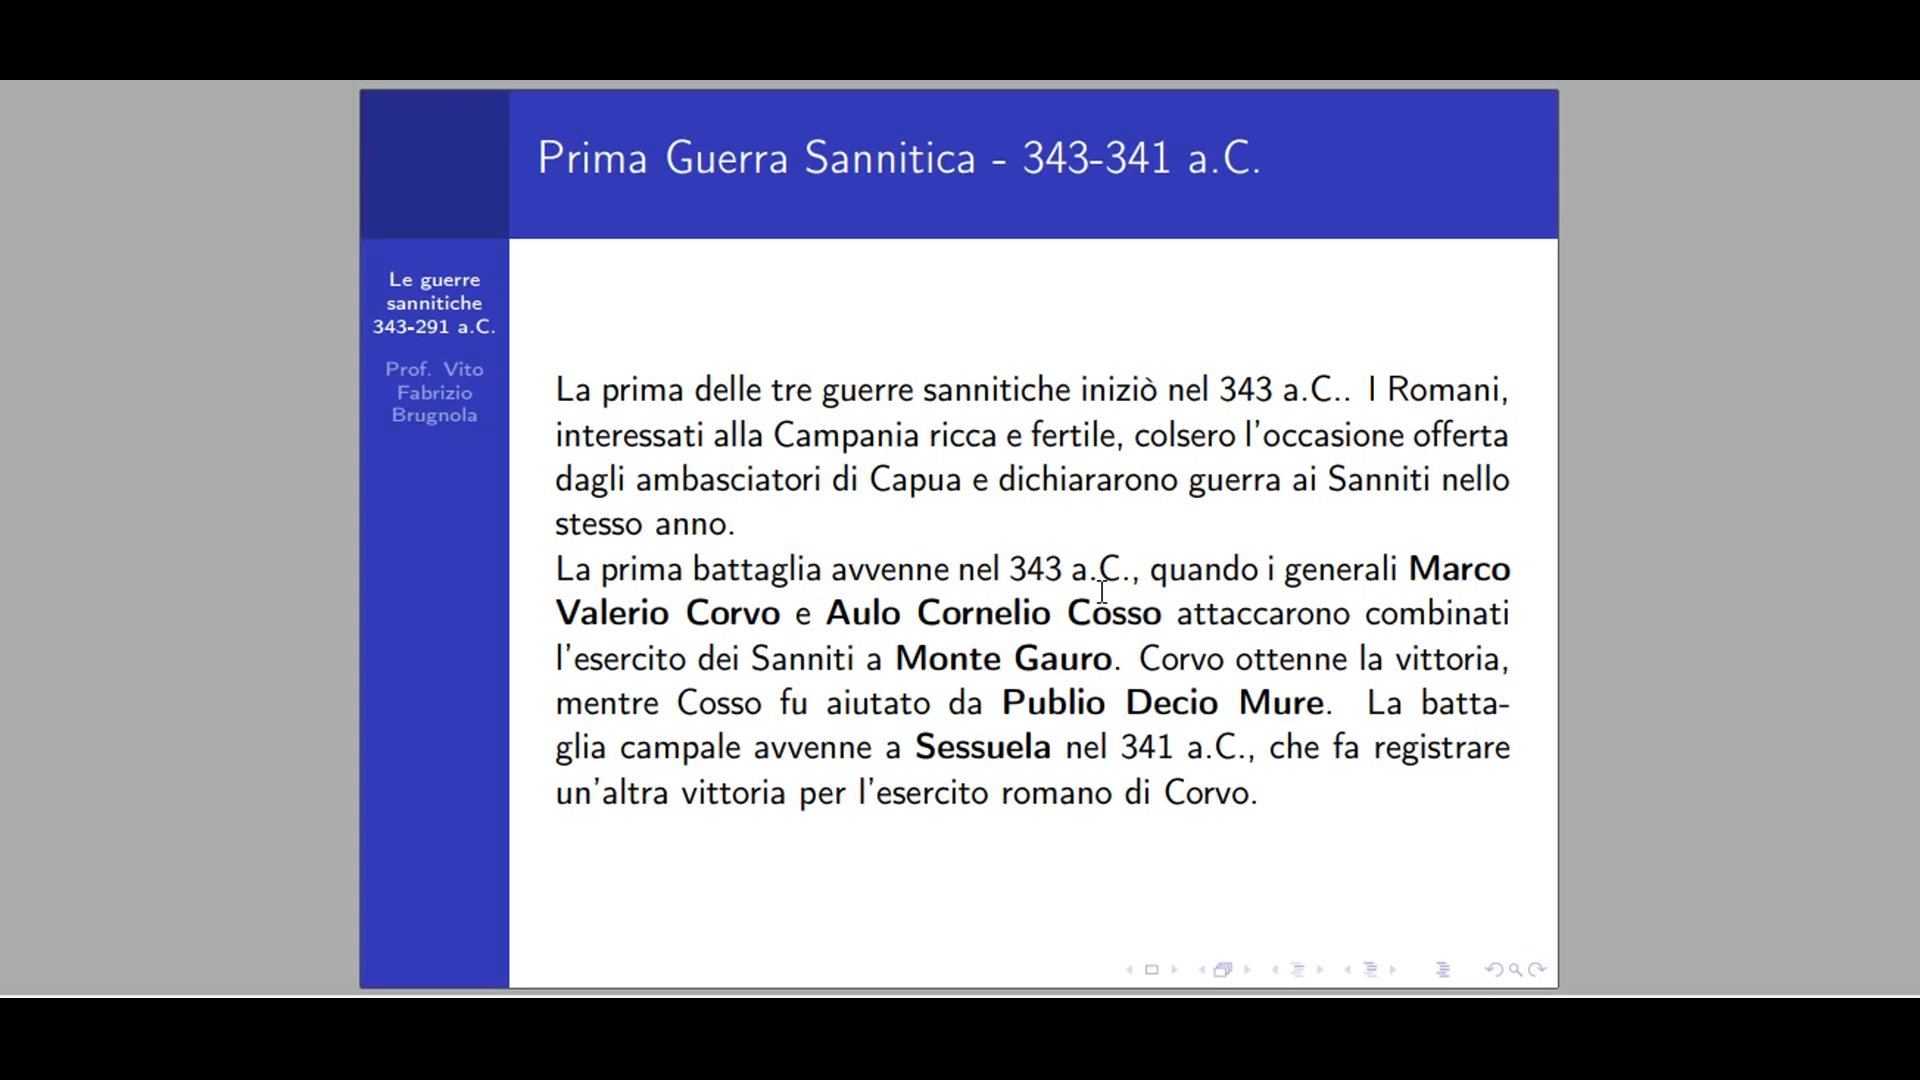 Prima Guerra Sannitica - 343-341 a.C.
Le guerre
sannitiche
343-291 a.C.
Prof. Vito
Fabrizio
Brugnola
La prima delle tre guerre sannitiche iniziò nel 343 a.C.. I Romani,
interessati alla Campania ricca e fertile, colsero l'occasione offerta
dagli ambasciatori di Capua e dichiararono guerra ai Sanniti nello
stesso anno.
La prima battaglia avvenne nel 343 a.C., quando i generali Marco
Valerio Corvo e Aulo Cornelio Cosso attaccarono combinati
l'esercito dei Sanniti a Monte Gauro. Corvo ottenne la vittoria,
mentre Cosso fu aiutato da Publio Decio Mure. La batta-
glia campale avvenne a Sessuela nel 341 a.C., che fa registrare
un'altra vittoria per l'esercito romano di Corvo.